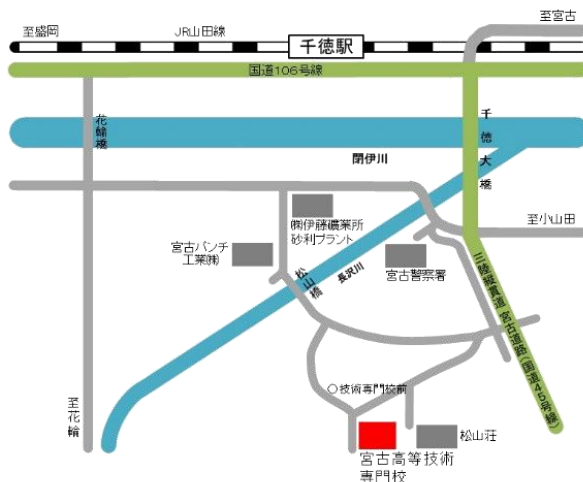 至盛岡
JR山田線
千徳駅
至宮古
国道106号線
花輪橋
千徳大橋
閉伊川
㈱伊藤礦業所
砂利プラント
至小山田
宮古パンチ
工業㈱
松山橋
長沢川
宮古警察署
三陸縦貫道 宮古道路(国道45号線)
至花輪
○技術専門校前
松山荘
宮古高等技術
専門校